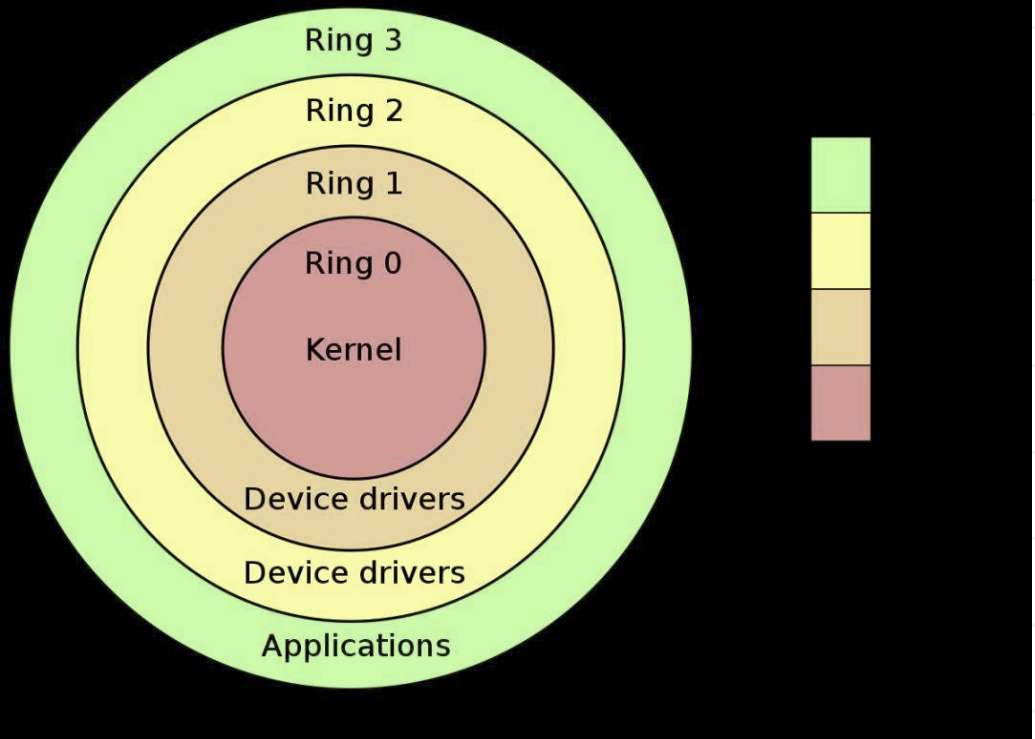 Ring 3
Ring 2
Ring 1
Ring 0
Kernel
Device drivers
Device drivers
Applications